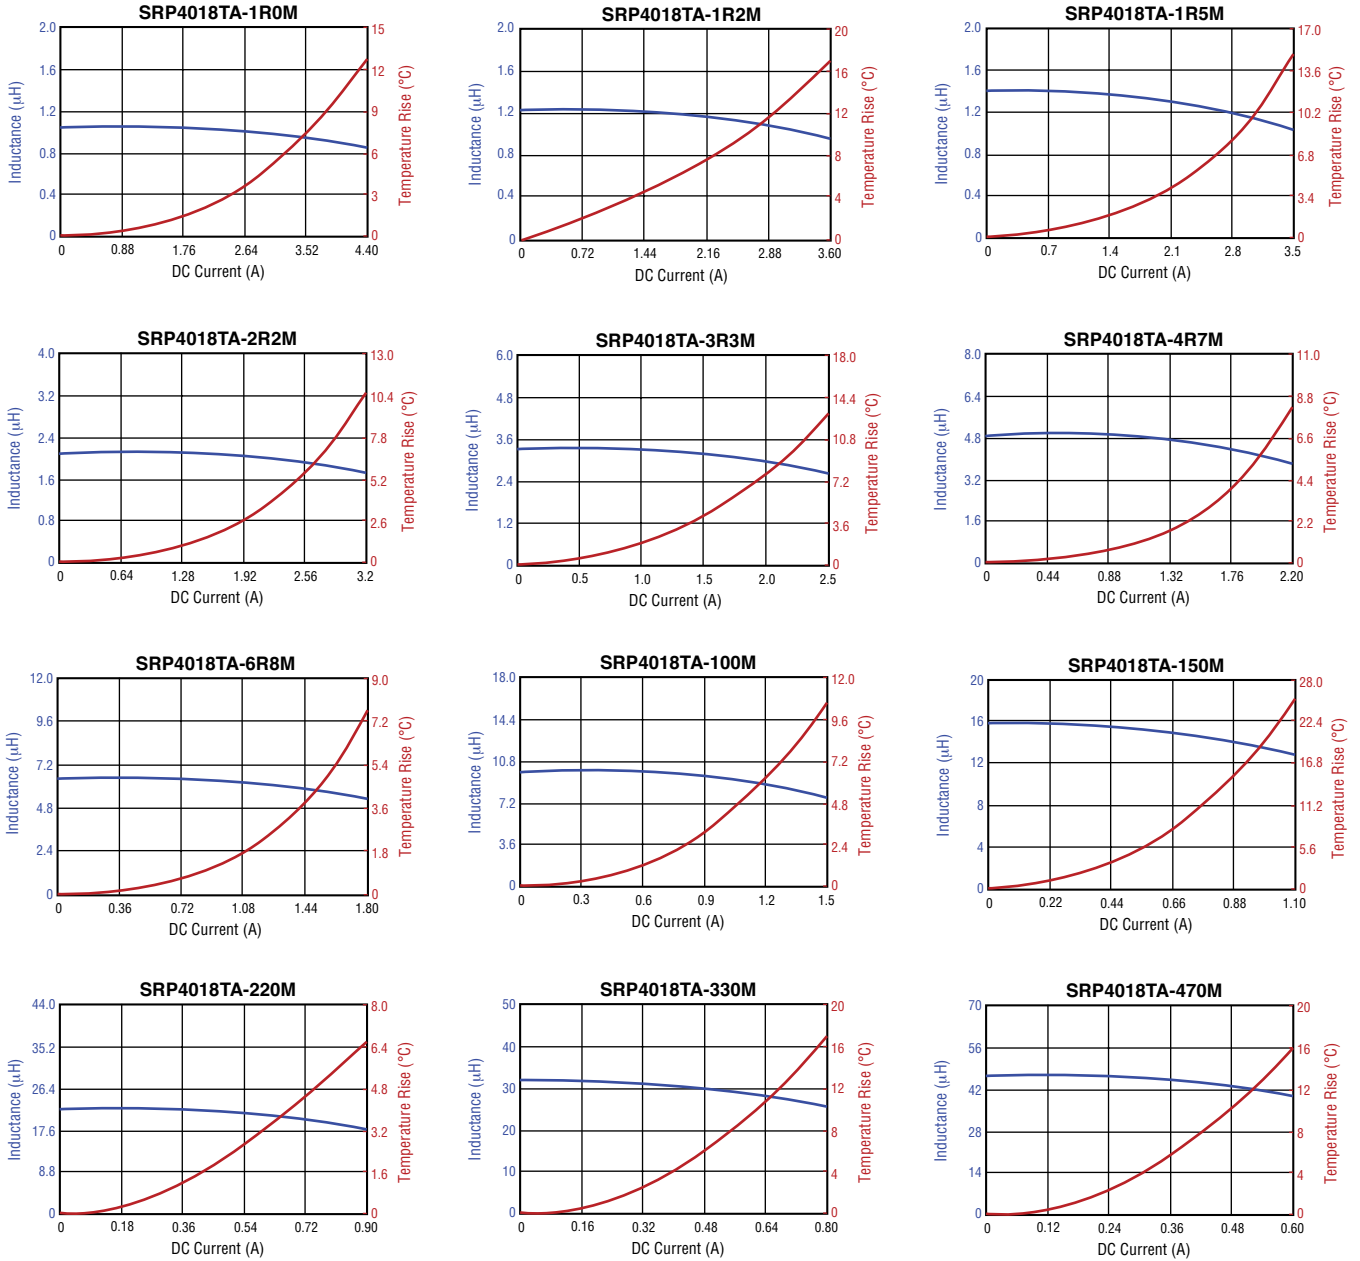 SRP4018TA-1R0M
2.0
1.6
1.2
0.8
0.4
0
Inductance (µH)
15
12
9
6
3
0
Temperature Rise (°C)
0 0.88 1.76 2.64 3.52 4.40
DC Current (A)
SRP4018TA-1R2M
2.0
1.6
1.2
0.8
0.4
0
Inductance (µH)
20
16
12
8
4
0
Temperature Rise (°C)
0 0.72 1.44 2.16 2.88 3.60
DC Current (A)
SRP4018TA-1R5M
2.0
1.6
1.2
0.8
0.4
0
Inductance (µH)
17.0
13.6
10.2
6.8
3.4
0
Temperature Rise (°C)
0 0.7 1.4 2.1 2.8 3.5
DC Current (A)
SRP4018TA-2R2M
4.0
3.2
2.4
1.6
0.8
0
Inductance (µH)
13.0
10.4
7.8
5.2
2.6
0
Temperature Rise (°C)
0 0.64 1.28 1.92 2.56 3.2
DC Current (A)
SRP4018TA-3R3M
6.0
4.8
3.6
2.4
1.2
0
Inductance (µH)
18.0
14.4
10.8
7.2
3.6
0
Temperature Rise (°C)
0 0.5 1.0 1.5 2.0 2.5
DC Current (A)
SRP4018TA-4R7M
8.0
6.4
4.8
3.2
1.6
0
Inductance (µH)
11.0
8.8
6.6
4.4
2.2
0
Temperature Rise (°C)
0 0.44 0.88 1.32 1.76 2.20
DC Current (A)
SRP4018TA-6R8M
12.0
9.6
7.2
4.8
2.4
0
Inductance (µH)
9.0
7.2
5.4
3.6
1.8
0
Temperature Rise (°C)
0 0.36 0.72 1.08 1.44 1.80
DC Current (A)
SRP4018TA-100M
18.0
14.4
10.8
7.2
3.6
0
Inductance (µH)
12.0
9.6
7.2
4.8
2.4
0
Temperature Rise (°C)
0 0.3 0.6 0.9 1.2 1.5
DC Current (A)
SRP4018TA-150M
20
16
12
8
4
0
Inductance (µH)
28.0
22.4
16.8
11.2
5.6
0
Temperature Rise (°C)
0 0.22 0.44 0.66 0.88 1.10
DC Current (A)
SRP4018TA-220M
44.0
35.2
26.4
17.6
8.8
0
Inductance (µH)
8.0
6.4
4.8
3.2
1.6
0
Temperature Rise (°C)
0 0.18 0.36 0.54 0.72 0.90
DC Current (A)
SRP4018TA-330M
50
40
30
20
10
0
Inductance (µH)
20
16
12
8
4
0
Temperature Rise (°C)
0 0.16 0.32 0.48 0.64 0.80
DC Current (A)
SRP4018TA-470M
70
56
42
28
14
0
Inductance (µH)
20
16
12
8
4
0
Temperature Rise (°C)
0 0.12 0.24 0.36 0.48 0.60
DC Current (A)